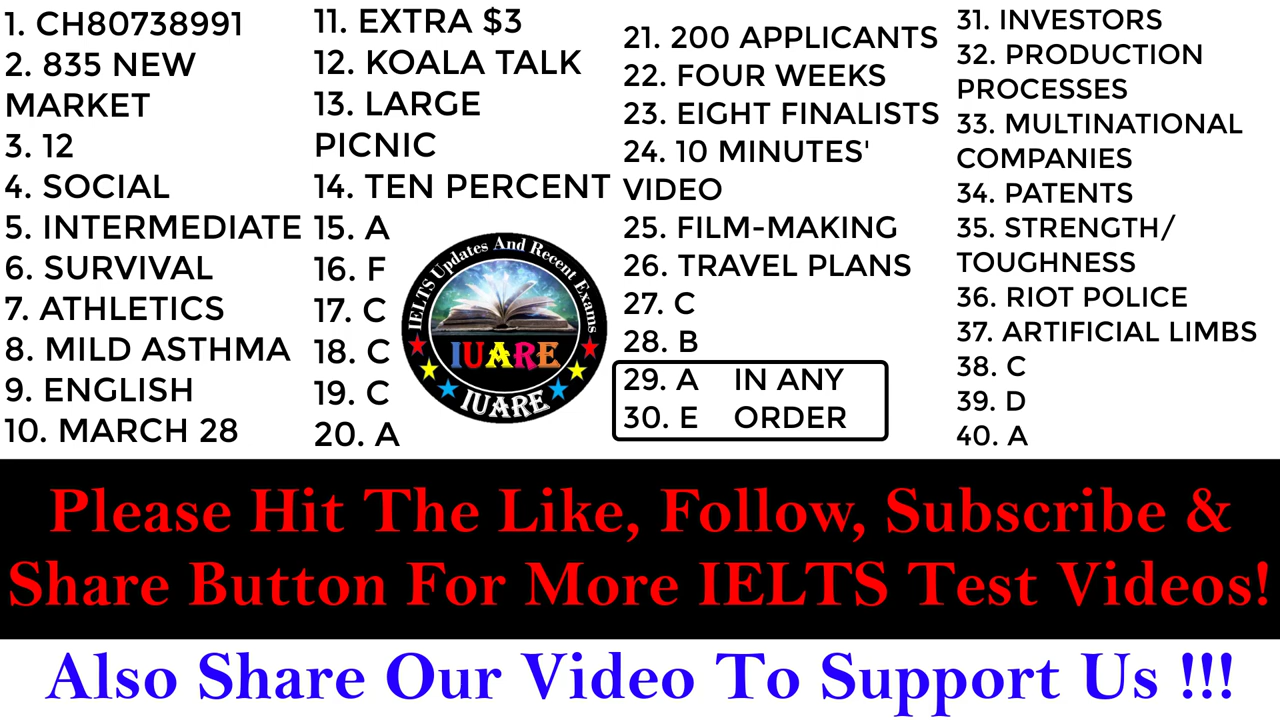 1. CH80738991
2. 835 NEW
MARKET
3. 12
4. SOCIAL
5. INTERMEDIATE
6. SURVIVAL
7. ATHLETICS
8. MILD ASTHMA
9. ENGLISH
10. MARCH 28
11. EXTRA $3
12. KOALA TALK
13. LARGE
PICNIC
14. TEN PERCENT
15. A
16. F
17. C
18. C
19. C
20. A
IELTS Updates And Recent Exams
IUARE
IUARE
21. 200 APPLICANTS
22. FOUR WEEKS
23. EIGHT FINALISTS
24. 10 MINUTES'
VIDEO
25. FILM-MAKING
26. TRAVEL PLANS
27. C
28. B
29. A IN ANY
30. E ORDER
31. INVESTORS
32. PRODUCTION
PROCESSES
33. MULTINATIONAL
COMPANIES
34. PATENTS
35. STRENGTH/
TOUGHNESS
36. RIOT POLICE
37. ARTIFICIAL LIMBS
38. C
39. D
40. A
Please Hit The Like, Follow, Subscribe &
Share Button For More IELTS Test Videos!
Also Share Our Video To Support Us !!!